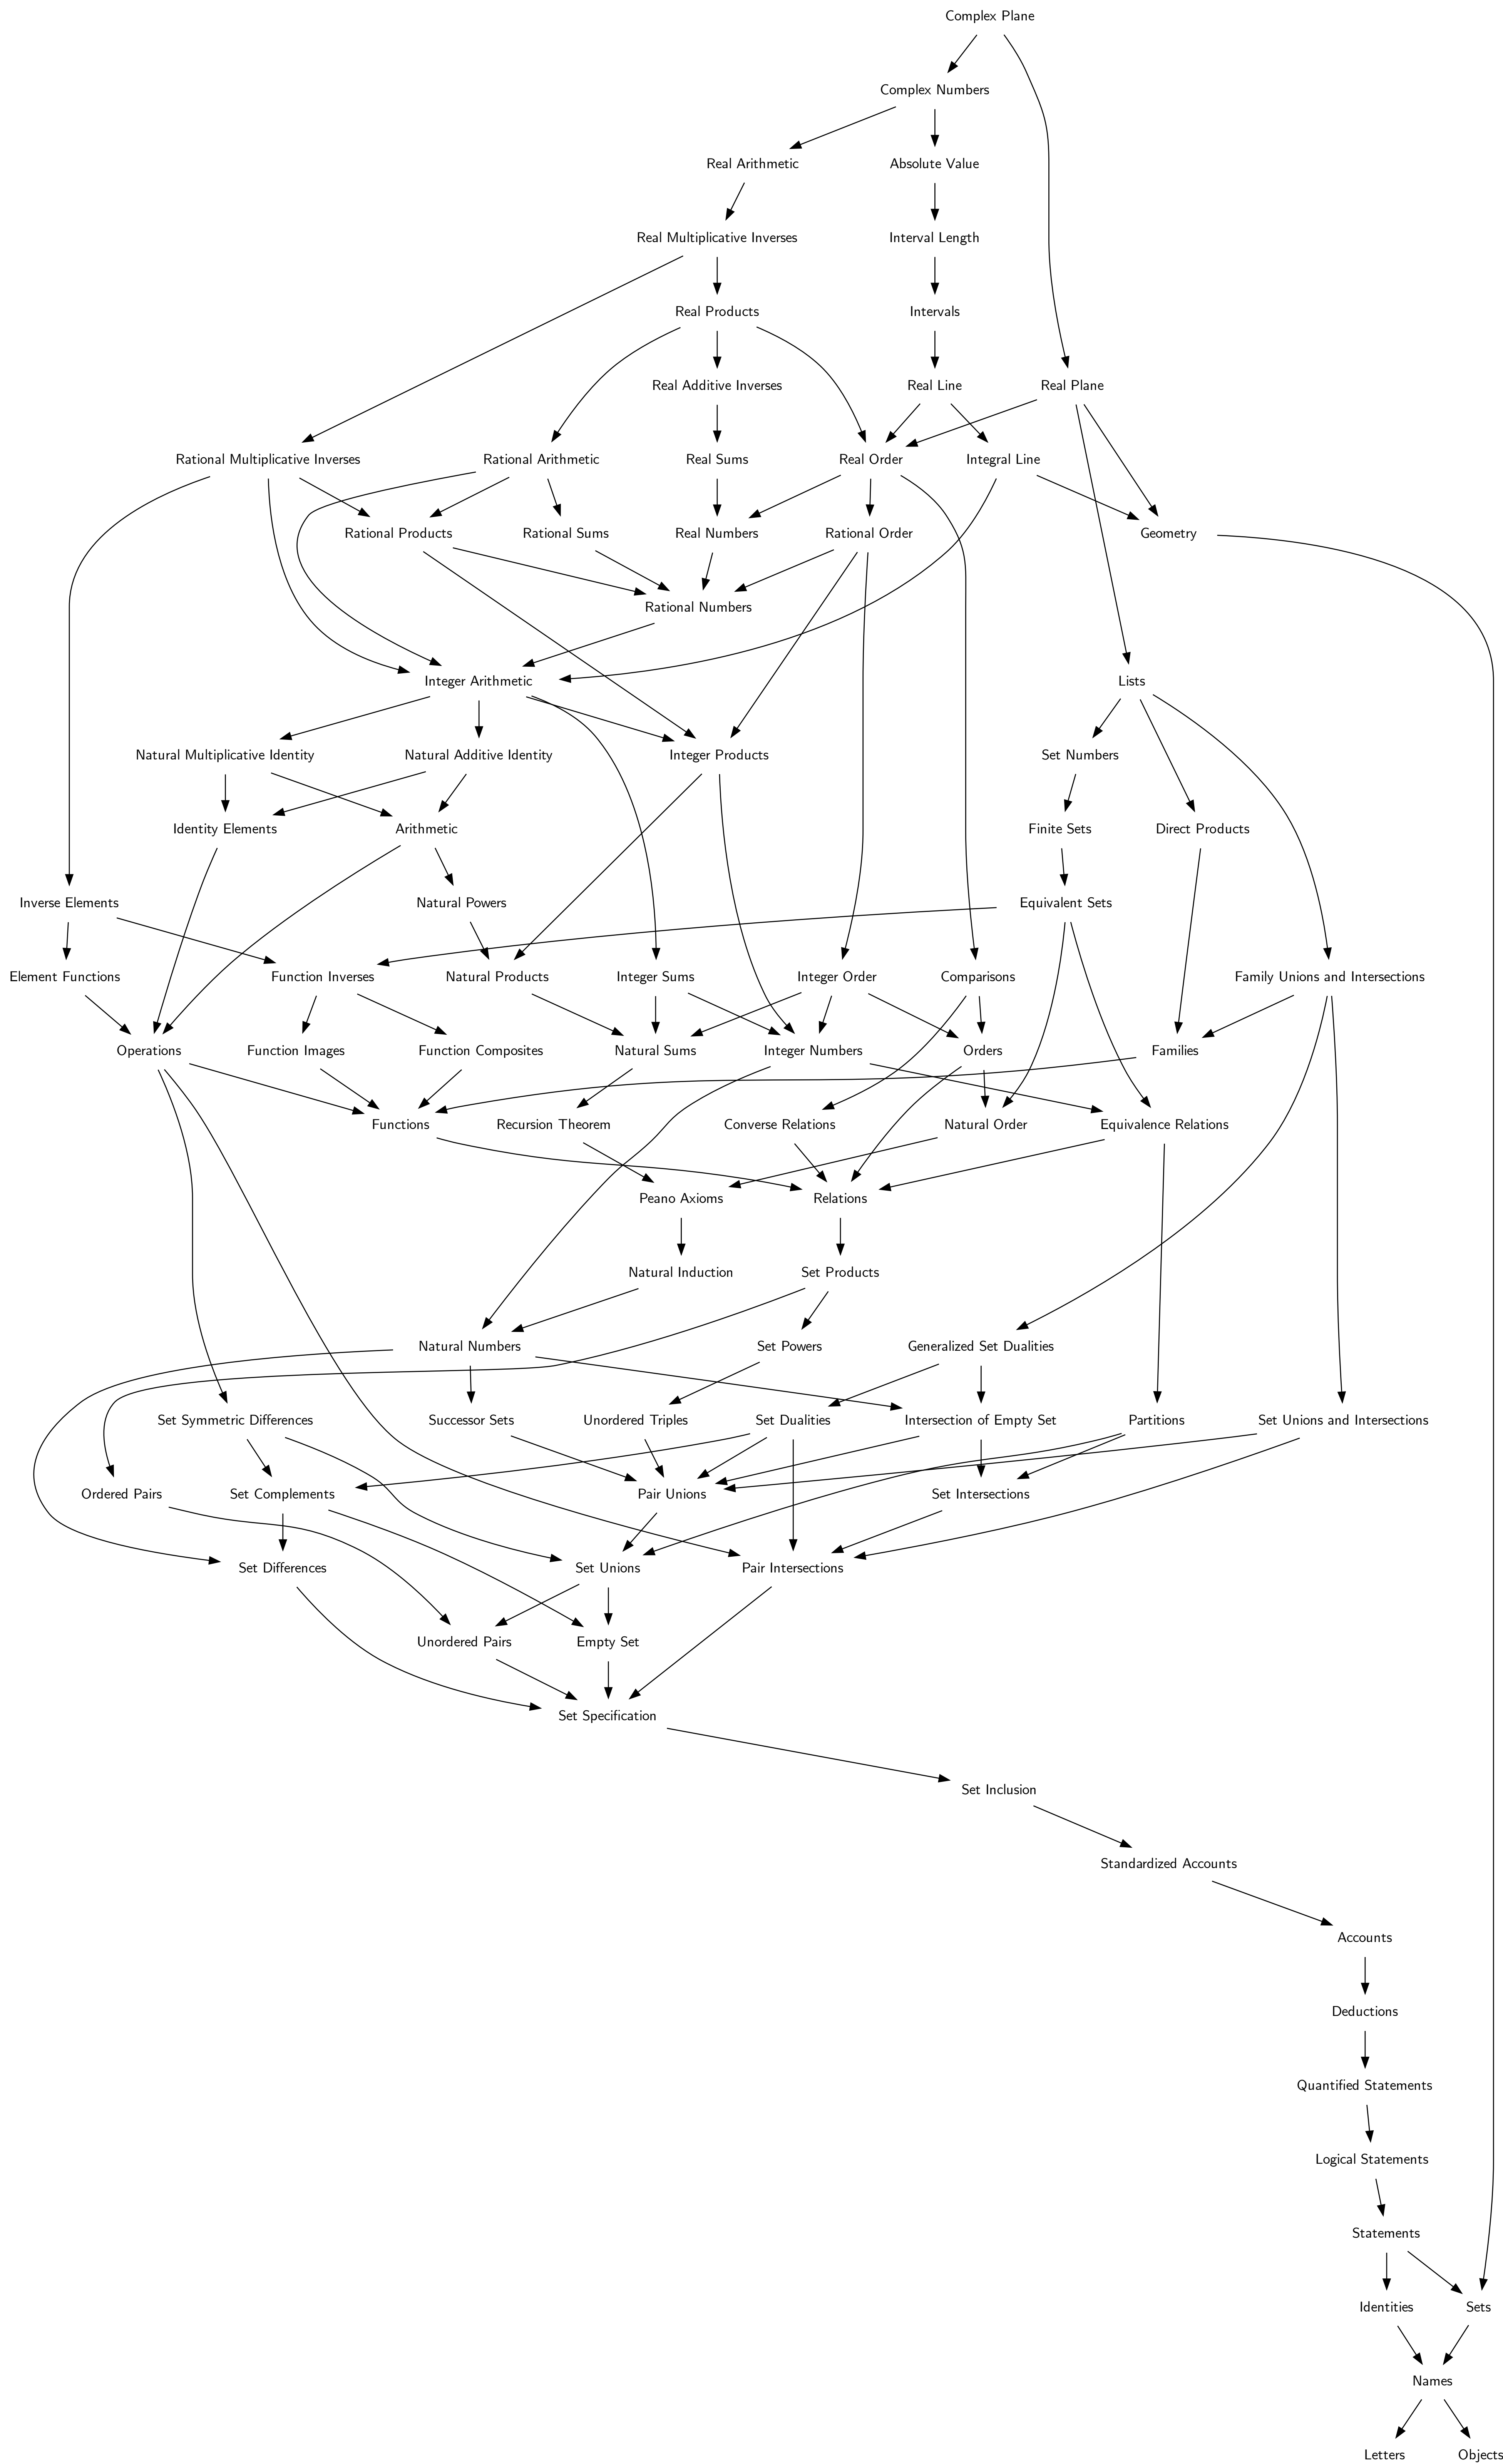 Complex Plane
Complex Numbers
Real Arithmetic
Absolute Value
Real Multiplicative Inverses
Interval Length
Real Products
Intervals
Real Additive Inverses
Real Line
Real Plane
Rational Multiplicative Inverses
Rational Arithmetic
Real Sums
Real Order
Integral Line
Rational Products
Rational Sums
Real Numbers
Rational Order
Geometry
Rational Numbers
Integer Arithmetic
Lists
Natural Multiplicative Identity
Natural Additive Identity
Integer Products
Set Numbers
Identity Elements
Arithmetic
Finite Sets
Direct Products
Inverse Elements
Natural Powers
Equivalent Sets
Element Functions
Function Inverses
Natural Products
Integer Sums
Integer Order
Comparisons
Family Unions and Intersections
Operations
Function Images
Function Composites
Natural Sums
Integer Numbers
Orders
Families
Functions
Recursion Theorem
Converse Relations
Natural Order
Equivalence Relations
Peano Axioms
Relations
Natural Induction
Set Products
Natural Numbers
Set Powers
Generalized Set Dualities
Set Symmetric Differences
Successor Sets
Unordered Triples
Set Dualities
Intersection of Empty Set
Partitions
Set Unions and Intersections
Ordered Pairs
Set Complements
Pair Unions
Set Intersections
Set Differences
Set Unions
Pair Intersections
Unordered Pairs
Empty Set
Set Specification
Set Inclusion
Standardized Accounts
Accounts
Deductions
Quantified Statements
Logical Statements
Statements
Identities
Sets
Names
Letters
Objects